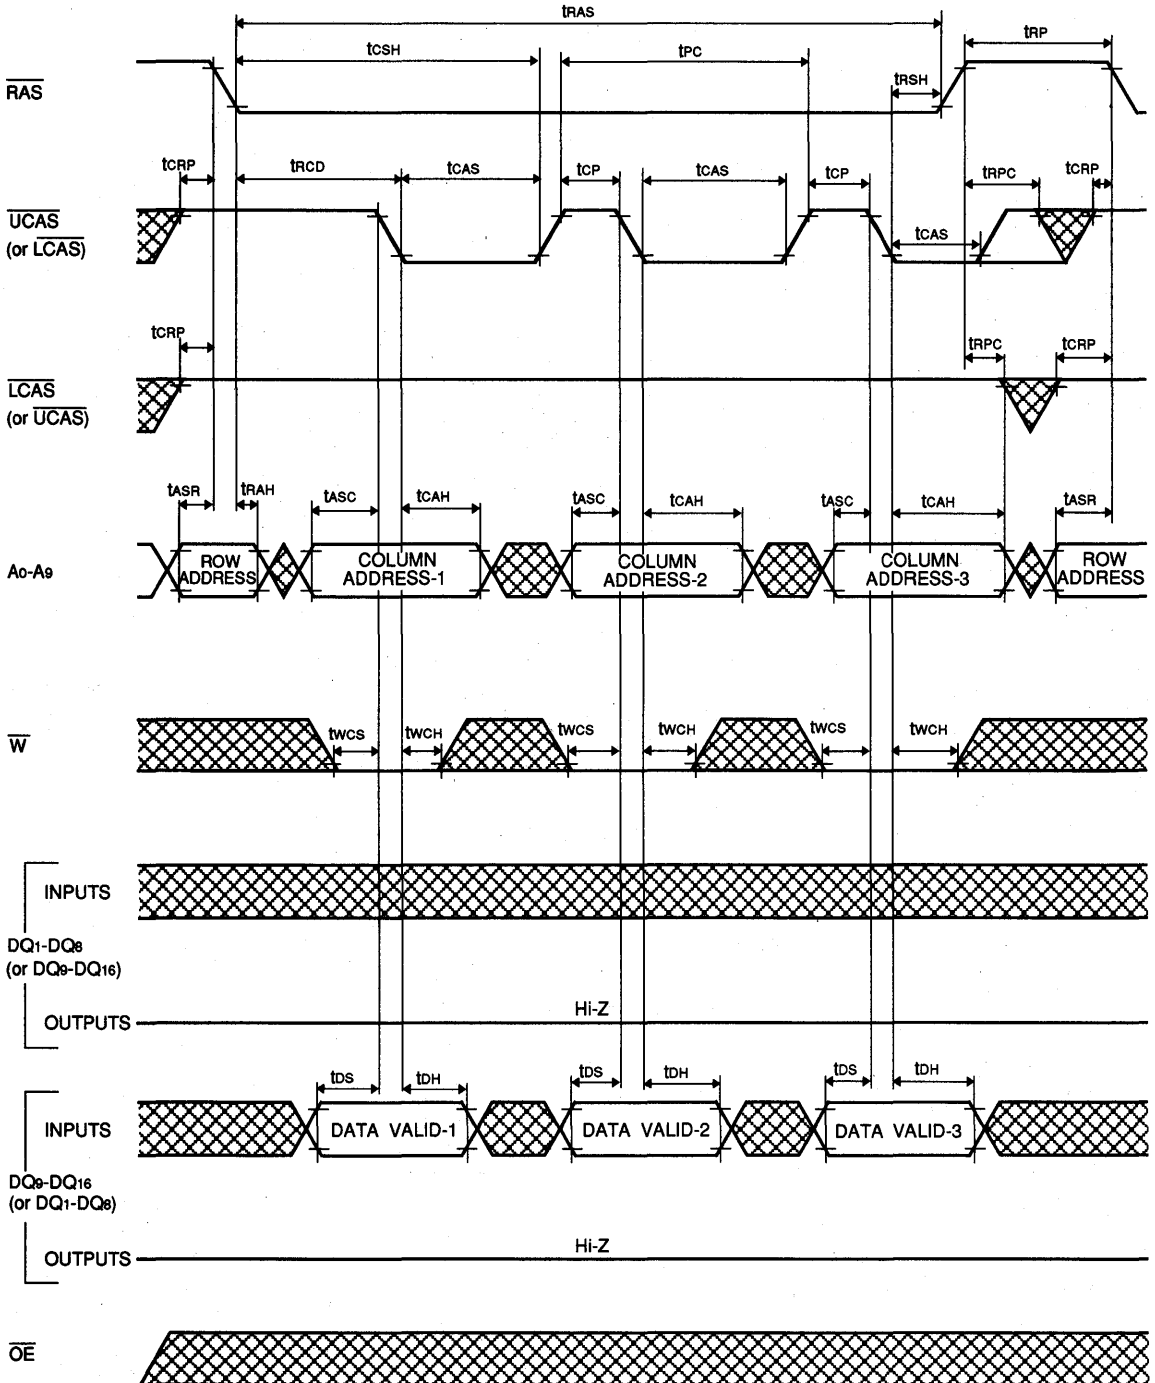 tRAS
tRP
tCSH
tPC
RAS
tRSH
tCRP
tRCD
tCAS
tCP
tCAS
tCP
tRPC
tCRP
UCAS
(or LCAS)
tCAS
tCRP
tRPC
tCRP
LCAS
(or UCAS)
tASR
tRAH
tASC
tCAH
tASC
tCAH
tASC
tCAH
tASR
A0-A9
ROW
ADDRESS
COLUMN
ADDRESS-1
COLUMN
ADDRESS-2
COLUMN
ADDRESS-3
ROW
ADDRESS
W
tWCS
tWCH
tWCS
tWCH
tWCS
tWCH
INPUTS
DQ1-DQ8
(or DQ9-DQ16)
OUTPUTS
Hi-Z
tDS
tDH
tDS
tDH
tDS
tDH
INPUTS
DATA VALID-1
DATA VALID-2
DATA VALID-3
DQ9-DQ16
(or DQ1-DQ8)
OUTPUTS
Hi-Z
OE